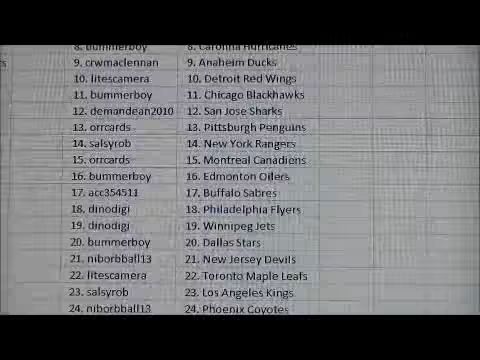 8. bummerboy 8. Carolina Hurricanes
9. crwmaclennan 9. Anaheim Ducks
10. litescamera 10. Detroit Red Wings
11. bummerboy 11. Chicago Blackhawks
12. demandean2010 12. San Jose Sharks
13. orrcards 13. Pittsburgh Penguins
14. salsyrob 14. New York Rangers
15. orrcards 15. Montreal Canadiens
16. bummerboy 16. Edmonton Oilers
17. acc354511 17. Buffalo Sabres
18. dinodigi 18. Philadelphia Flyers
19. dinodigi 19. Winnipeg Jets
20. bummerboy 20. Dallas Stars
21. niborbball13 21. New Jersey Devils
22. litescamera 22. Toronto Maple Leafs
23. salsyrob 23. Los Angeles Kings
24. niborbball13 24. Phoenix Coyotes